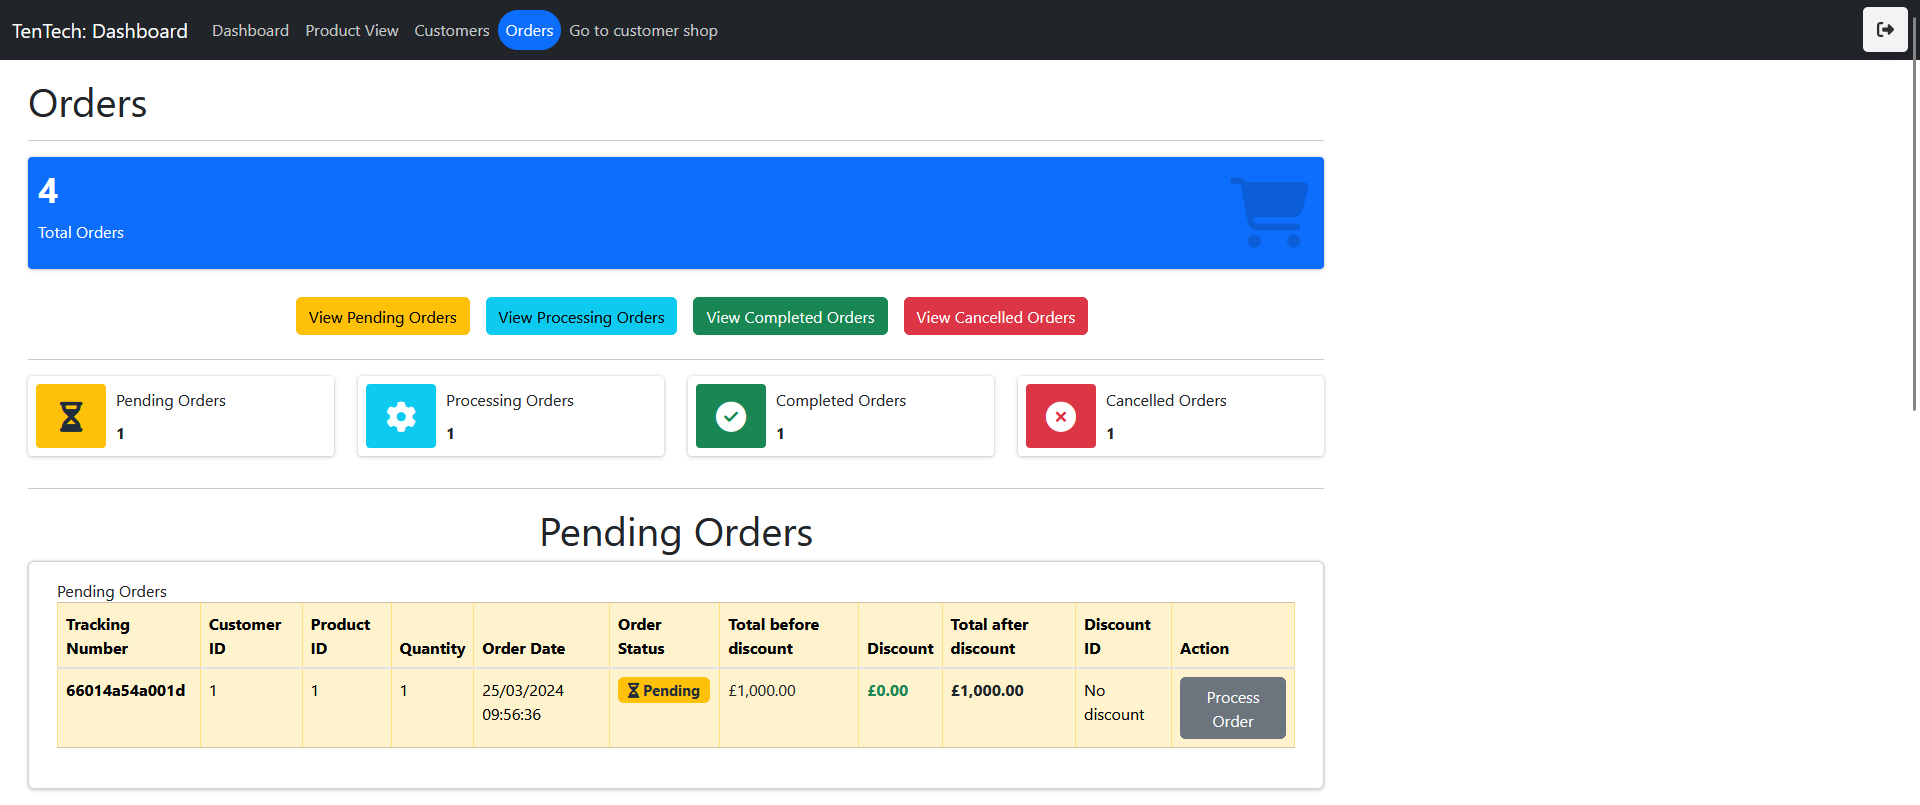 TenTech: Dashboard Dashboard Product View Customers Orders Go to customer shop
Orders
4
Total Orders
View Pending Orders View Processing Orders View Completed Orders View Cancelled Orders
Pending Orders
1
Processing Orders
1
Completed Orders
1
Cancelled Orders
1
Pending Orders
Pending Orders
Tracking Number Customer ID Product ID Quantity Order Date Order Status Total before discount Discount Total after discount Discount ID Action
66014a54a001d 1 1 1 25/03/2024 09:56:36 Pending £1,000.00 £0.00 £1,000.00 No discount Process Order